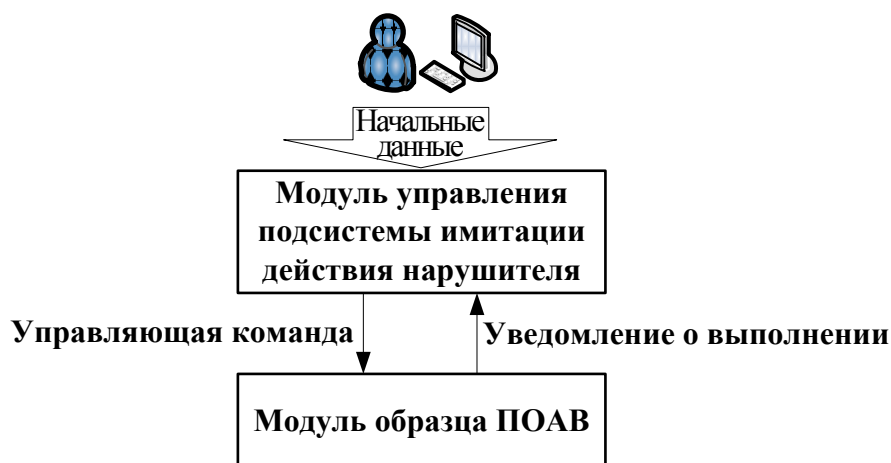 Начальные
данные
Модуль управления
подсистемы имитации
действия нарушителя
Управляющая команда
Уведомление о выполнении
Модуль образца ПОАВ